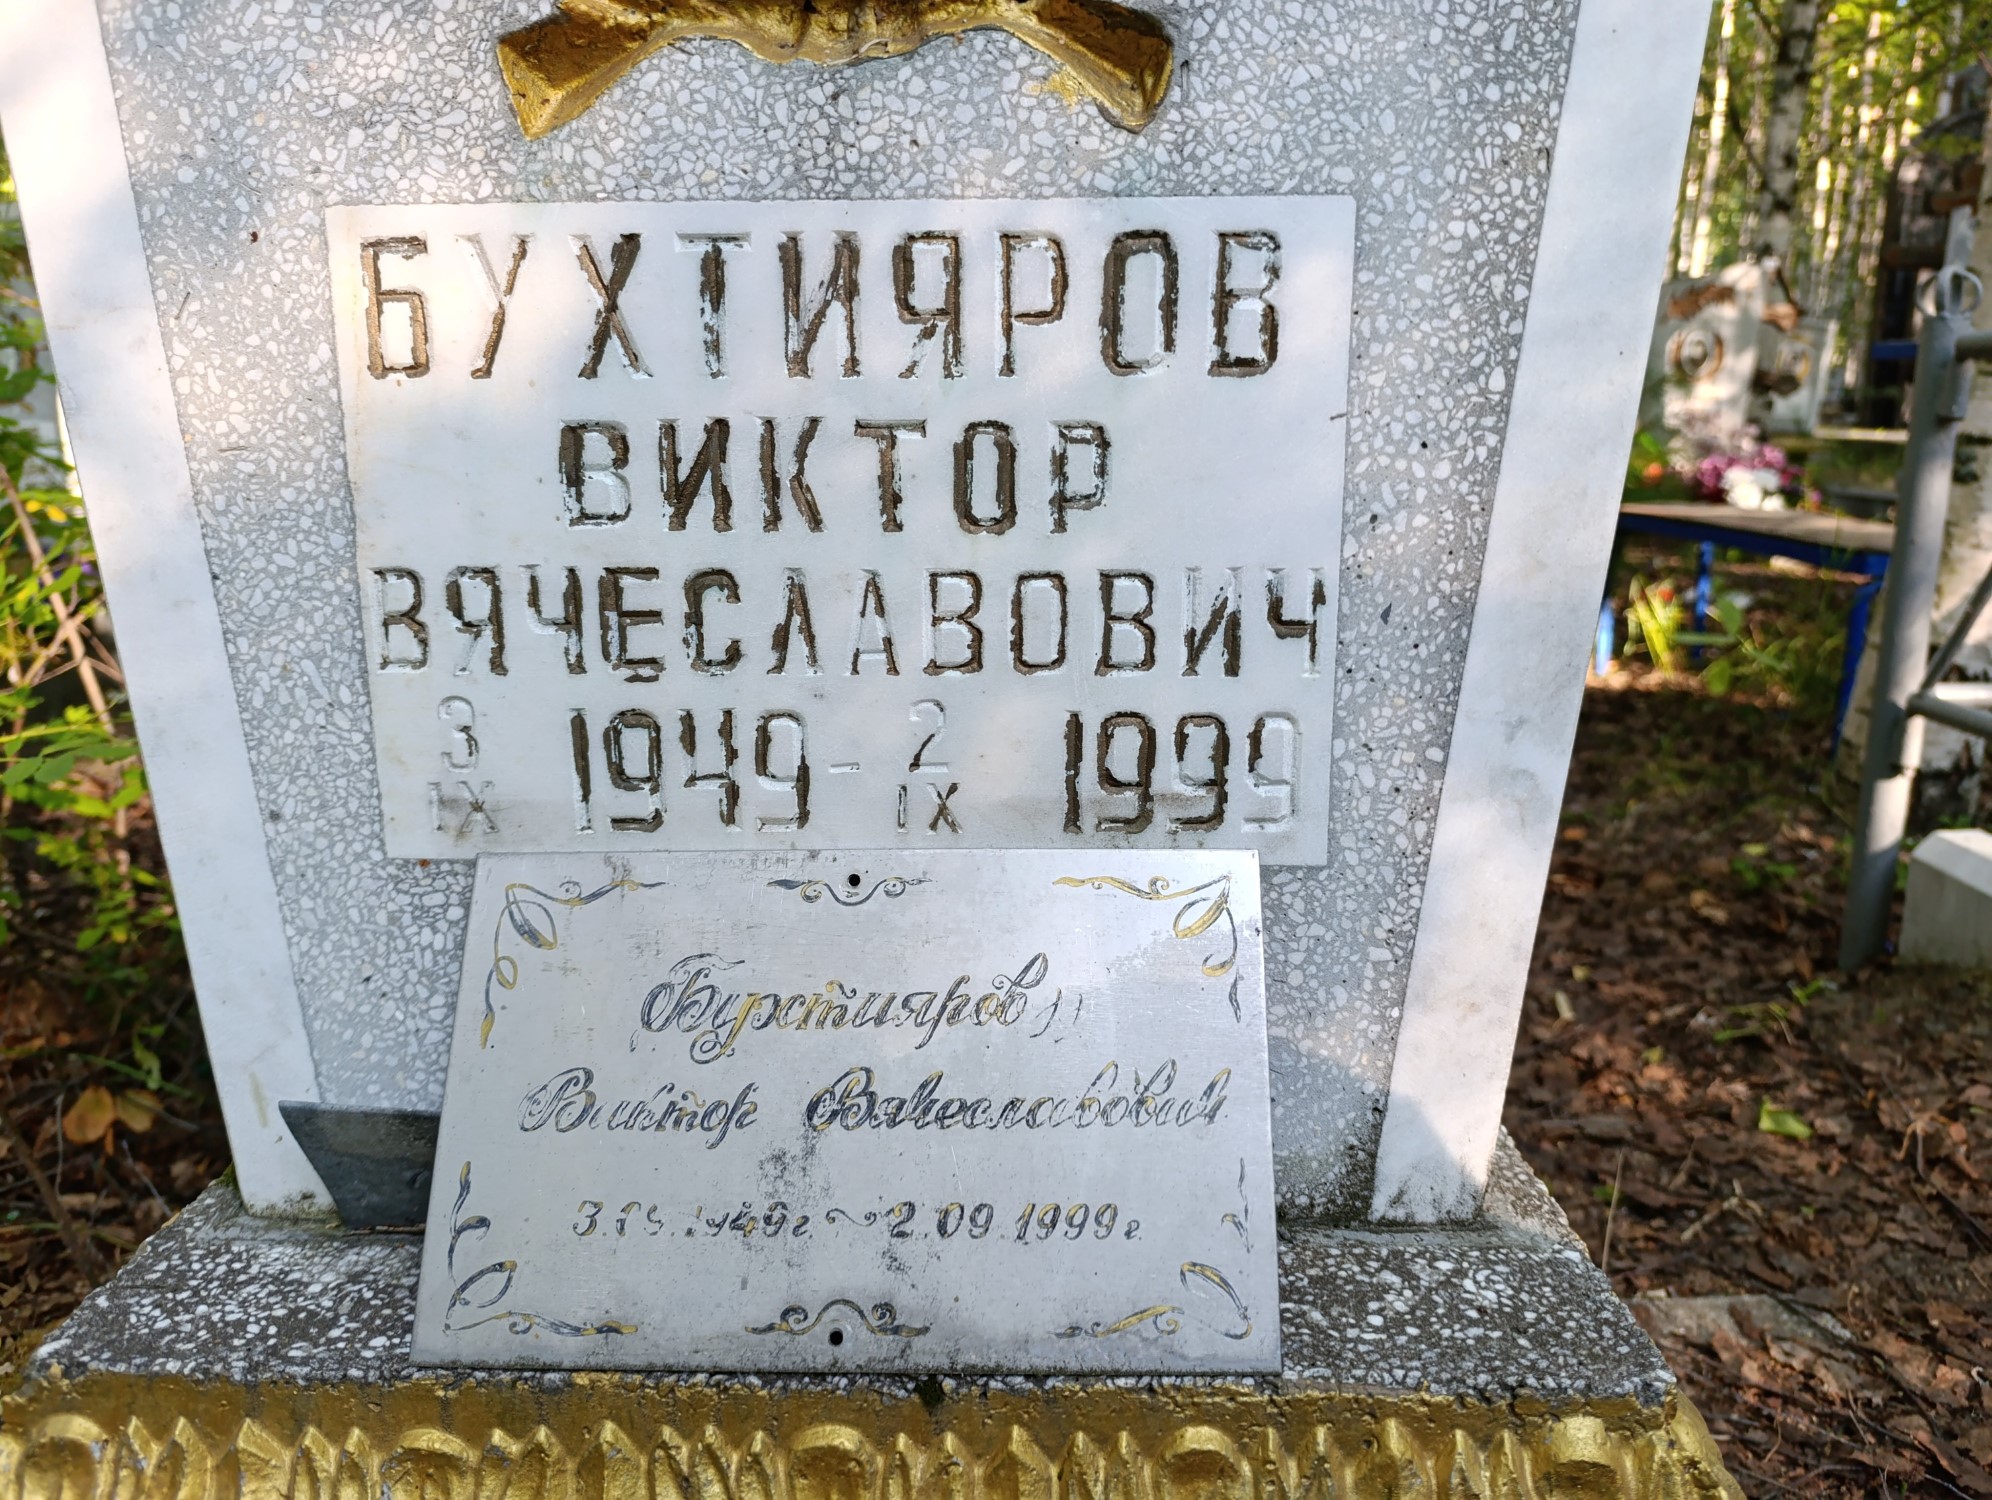 БУХТИЯРОВ
ВИКТОР
ВЯЧЕСЛАВОВИЧ
3 IX 1949 - 2 IX 1999
Бухтияров
Виктор Вячеславович
3.09.1949г. ~ 2.09.1999г.